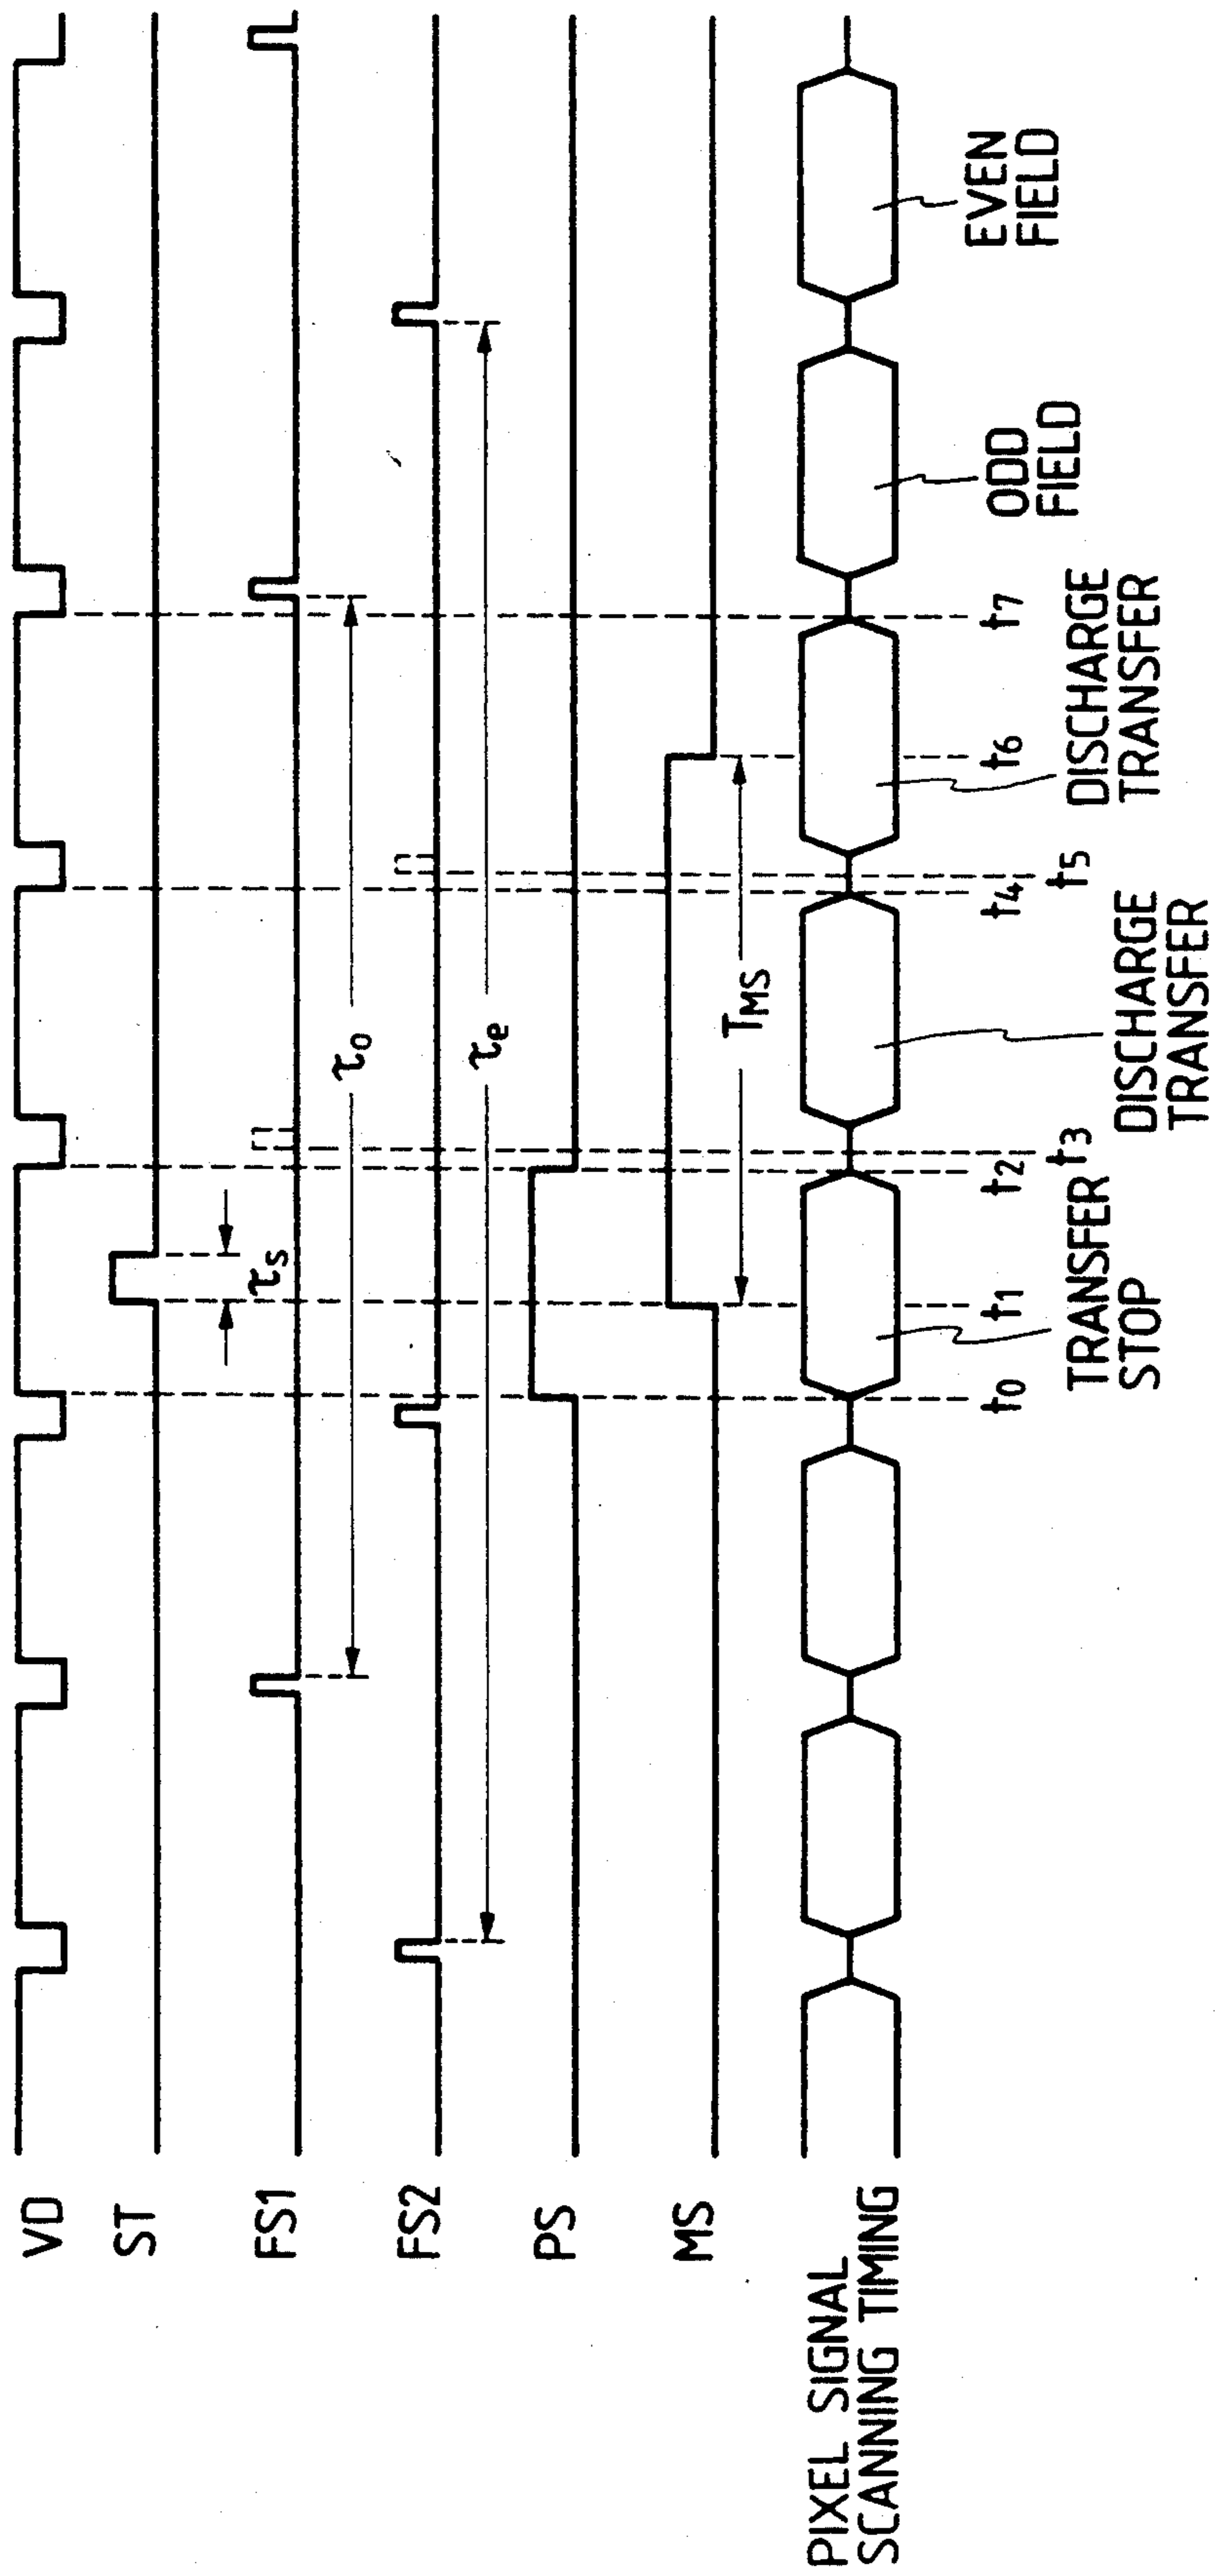 VD
ST
τs
FS1
τo
FS2
τe
PS
MS
TMS
PIXEL SIGNAL
SCANNING TIMING
t0
t1
t2
t3
t4
t5
t6
t7
TRANSFER
STOP
DISCHARGE
TRANSFER
DISCHARGE
TRANSFER
ODD
FIELD
EVEN
FIELD